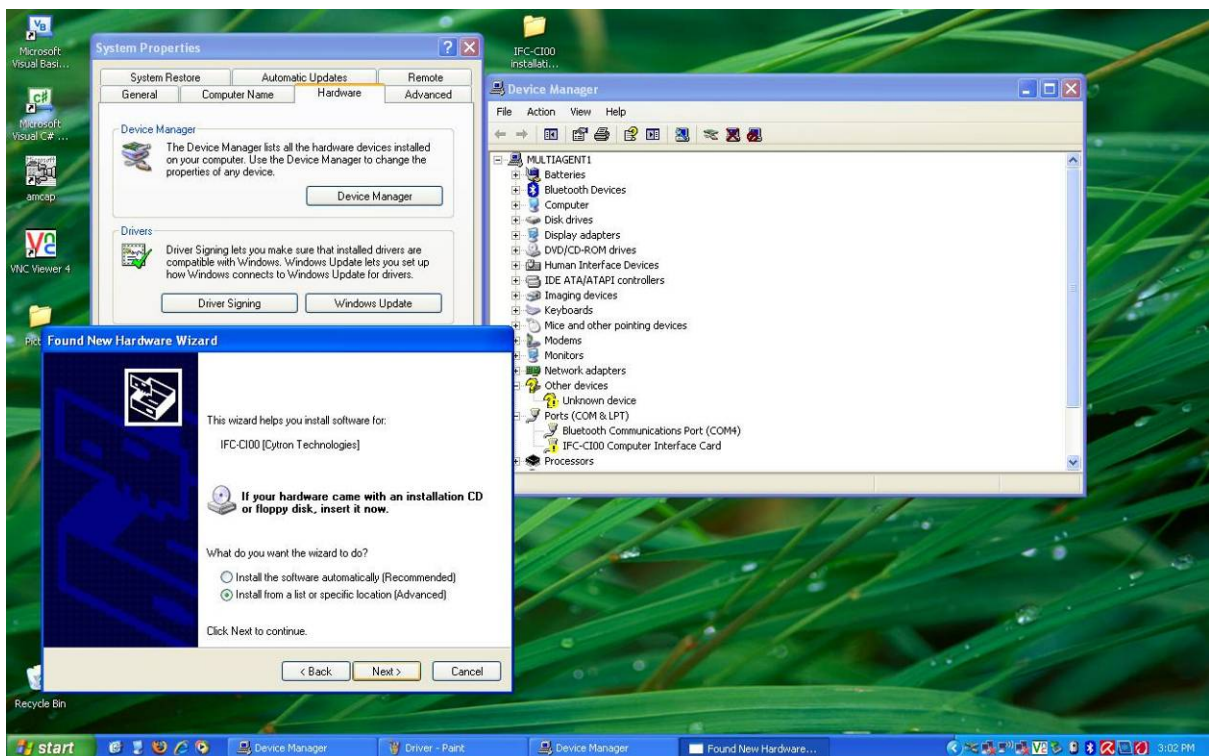 Microsoft
Visual Basi...
Microsoft
Visual C# ...
amcap
VNC Viewer 4
Recycle Bin
IFC-CI00
installati...
System Properties
System Restore
Automatic Updates
Remote
General
Computer Name
Hardware
Advanced
Device Manager
The Device Manager lists all the hardware devices installed
on your computer. Use the Device Manager to change the
properties of any device.
Device Manager
Drivers
Driver Signing lets you make sure that installed drivers are
compatible with Windows. Windows Update lets you set up
how Windows connects to Windows Update for drivers.
Driver Signing
Windows Update
Device Manager
File Action View Help
MULTIAGENT1
Batteries
Bluetooth Devices
Computer
Disk drives
Display adapters
DVD/CD-ROM drives
Human Interface Devices
IDE ATA/ATAPI controllers
Imaging devices
Keyboards
Mice and other pointing devices
Modems
Monitors
Network adapters
Other devices
Unknown device
Ports (COM & LPT)
Bluetooth Communications Port (COM4)
IFC-CI00 Computer Interface Card
Processors
Found New Hardware Wizard
This wizard helps you install software for:
IFC-CI00 [Cytron Technologies]
If your hardware came with an installation CD
or floppy disk, insert it now.
What do you want the wizard to do?
Install the software automatically (Recommended)
Install from a list or specific location (Advanced)
Click Next to continue.
< Back
Next >
Cancel
start
Device Manager
Driver - Paint
Device Manager
Found New Hardware...
3:02 PM